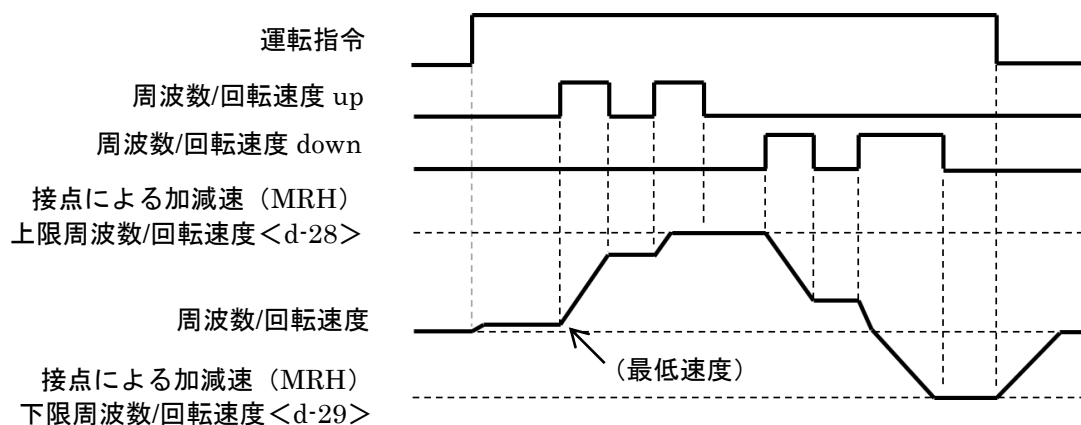 運転指令
周波数/回転速度 up
周波数/回転速度 down
接点による加減速（MRH）
上限周波数/回転速度＜d-28＞
周波数/回転速度
（最低速度）
接点による加減速（MRH）
下限周波数/回転速度＜d-29＞